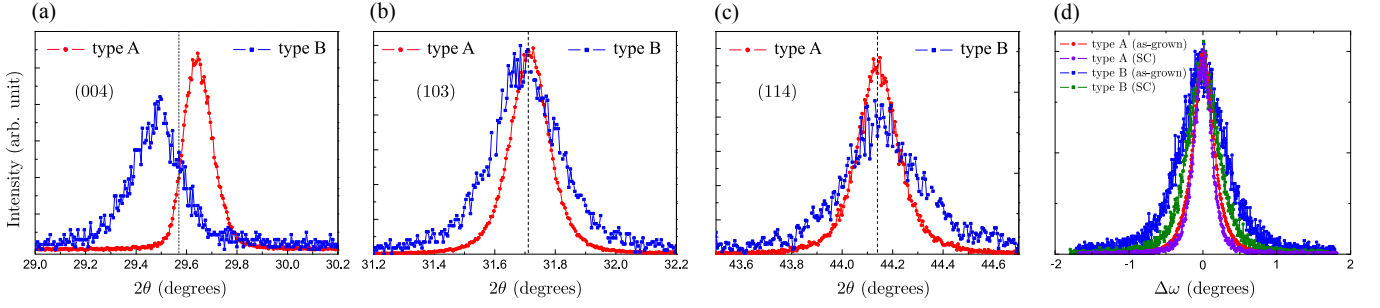 (a)
(b)
(c)
(d)
Intensity (arb. unit)
type A
type B
(004)
29.0
29.2
29.4
29.6
29.8
30.0
30.2
2θ (degrees)
type A
type B
(103)
31.2
31.4
31.6
31.8
32.0
32.2
2θ (degrees)
type A
type B
(114)
43.6
43.8
44.0
44.2
44.4
44.6
2θ (degrees)
type A (as-grown)
type A (SC)
type B (as-grown)
type B (SC)
-2
-1
0
1
2
Δω (degrees)